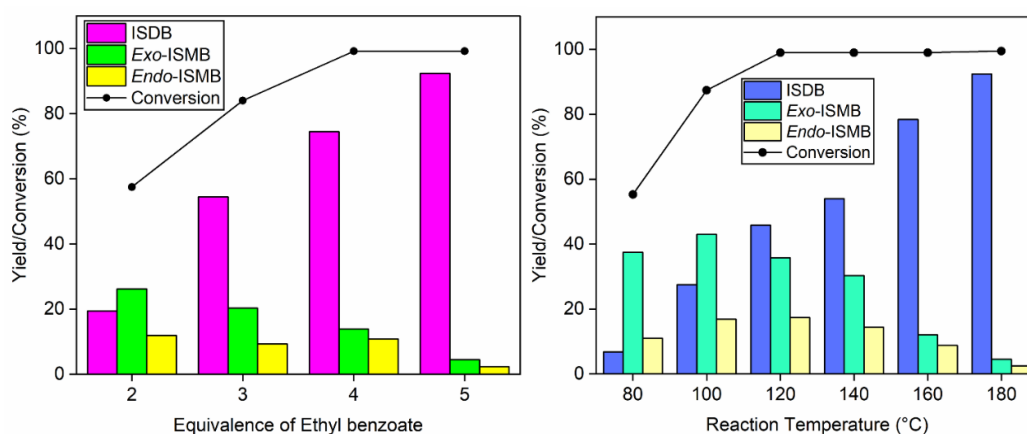 ISDB
Exo-ISMB
Endo-ISMB
Conversion
Yield/Conversion (%)
100
80
60
40
20
0
2 3 4 5
Equivalence of Ethyl benzoate
ISDB
Exo-ISMB
Endo-ISMB
Conversion
Yield/Conversion (%)
100
80
60
40
20
0
80 100 120 140 160 180
Reaction Temperature (°C)